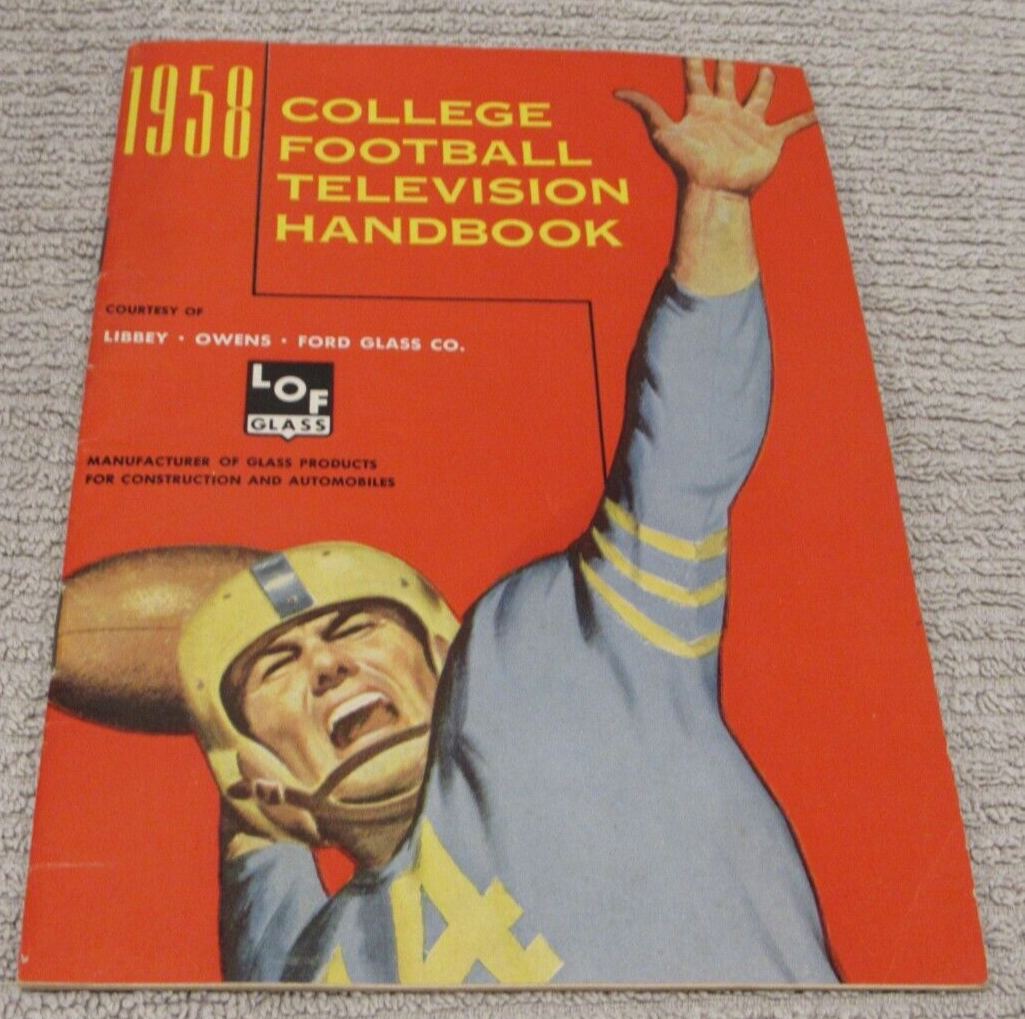 1958
COLLEGE
FOOTBALL
TELEVISION
HANDBOOK
COURTESY OF
LIBBEY • OWENS • FORD GLASS CO.
LOF
GLASS
MANUFACTURER OF GLASS PRODUCTS
FOR CONSTRUCTION AND AUTOMOBILES
4